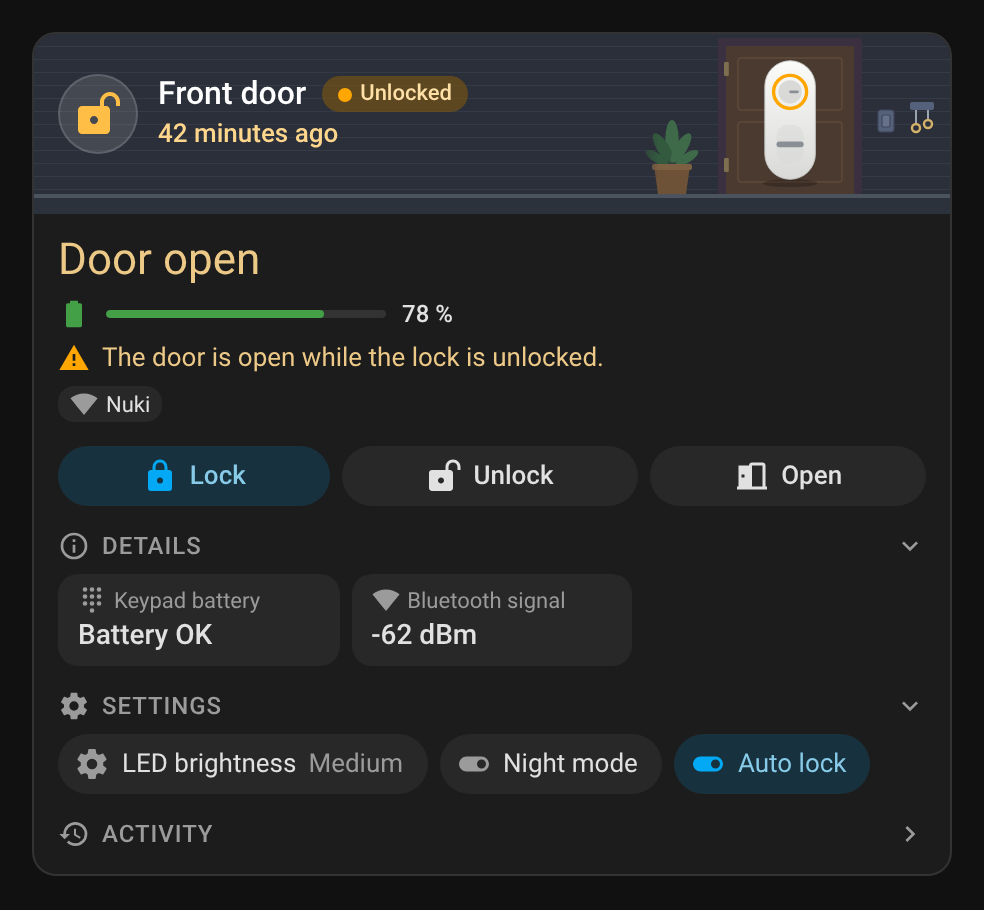 Front door
Unlocked
42 minutes ago
Door open
78 %
The door is open while the lock is unlocked.
Nuki
Lock
Unlock
Open
DETAILS
Keypad battery
Battery OK
Bluetooth signal
-62 dBm
SETTINGS
LED brightness Medium
Night mode
Auto lock
ACTIVITY